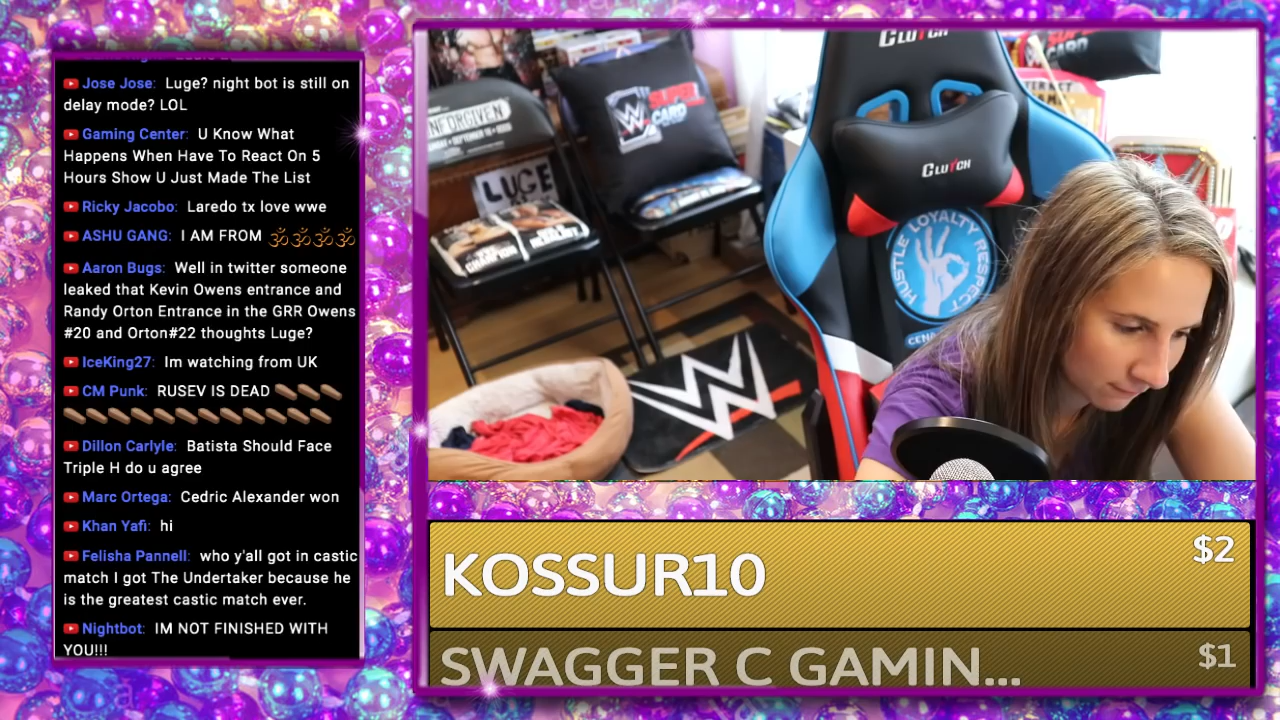 Jose Jose: Luge? night bot is still on
delay mode? LOL
Gaming Center: U Know What
Happens When Have To React On 5
Hours Show U Just Made The List
Ricky Jacobo: Laredo tx love wwe
ASHU GANG: I AM FROM ॐॐॐॐ
Aaron Bugs: Well in twitter someone
leaked that Kevin Owens entrance and
Randy Orton Entrance in the GRR Owens
#20 and Orton#22 thoughts Luge?
IceKing27: Im watching from UK
CM Punk: RUSEV IS DEAD
Dillon Carlyle: Batista Should Face
Triple H do u agree
Marc Ortega: Cedric Alexander won
Khan Yafi: hi
Felisha Pannell: who y'all got in castic
match I got The Undertaker because he
is the greatest castic match ever.
Nightbot: IM NOT FINISHED WITH
YOU!!!
CLUTCH
UNFORGIVEN
SUPER
CARD
LUGE
CLUTCH
HUSTLE LOYALTY RESPECT
CENA
CARD
KOSSUR10
$2
SWAGGER C GAMIN...
$1